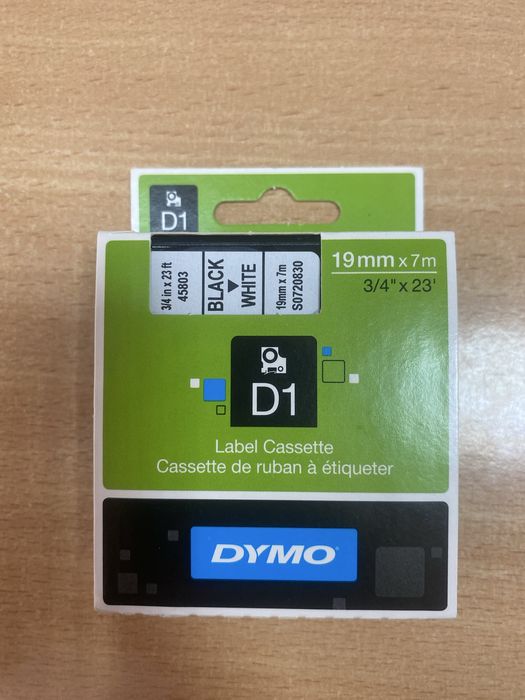 D1
3/4 in x 23 ft
45803
BLACK
WHITE
19mm x 7m
S0720830
19mm x 7m
3/4" x 23'
D1
Label Cassette
Cassette de ruban à étiqueter
DYMO